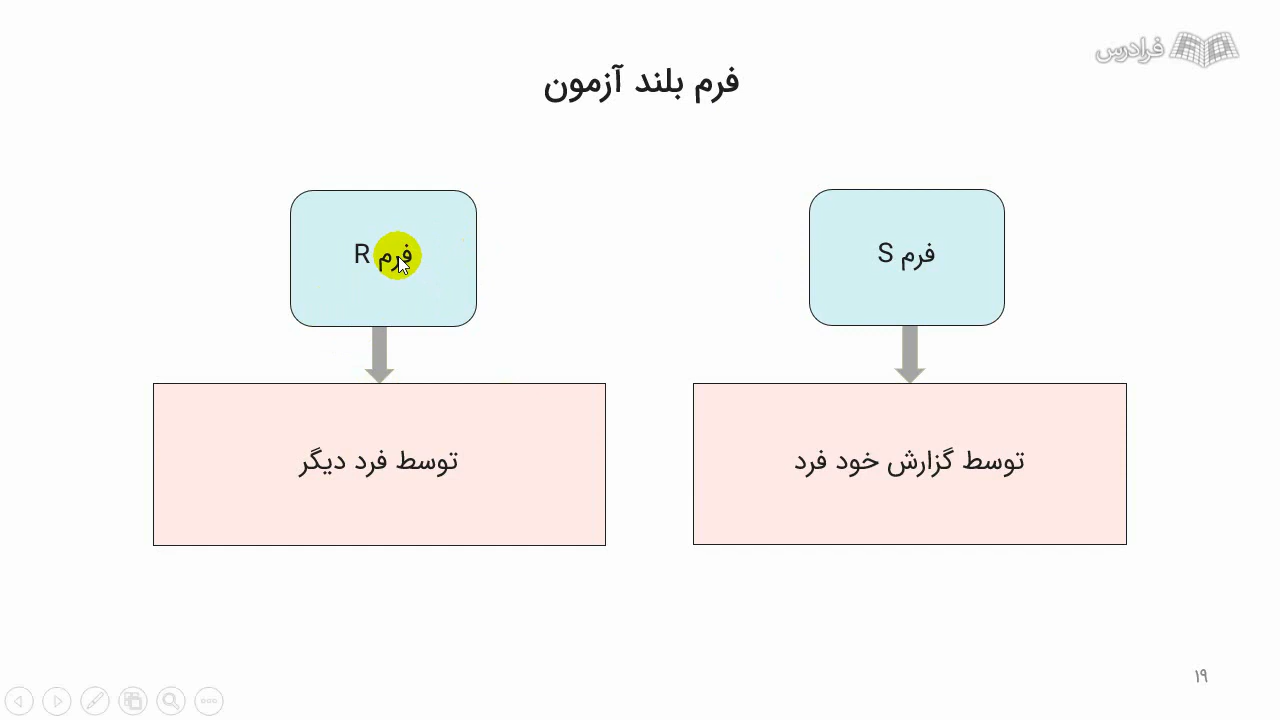 فرادرس
فرم بلند آزمون
فرم S
فرم R
توسط گزارش خود فرد
توسط فرد دیگر
۱۹